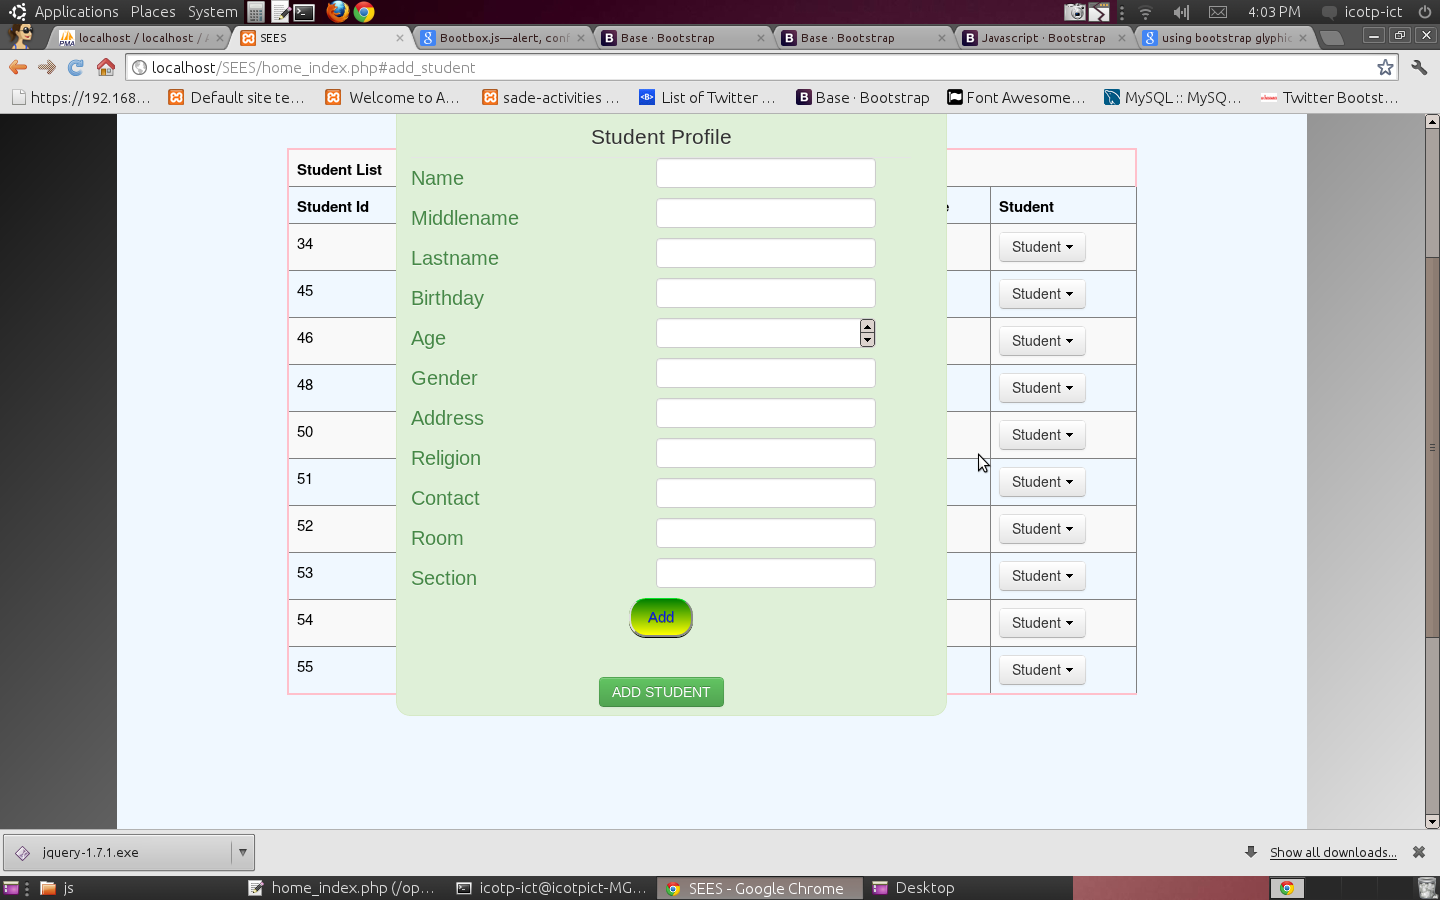 Applications Places System 4:03 PM icotp-ict
localhost / localhost / SEES Bootbox.js—alert, conf Base · Bootstrap Base · Bootstrap Javascript · Bootstrap using bootstrap glyphic
localhost/SEES/home_index.php#add_student
https://192.168... Default site te... Welcome to A... sade-activities ... List of Twitter ... Base · Bootstrap Font Awesome... MySQL :: MySQ... Twitter Bootst...
Student Profile
Student List
Name
Student Id
Student
Middlename
34
Student
Lastname
45
Student
Birthday
46
Student
Age
48
Student
Gender
50
Student
Address
51
Student
Religion
52
Student
Contact
53
Student
Room
54
Student
Section
55
Student
Add
ADD STUDENT
jquery-1.7.1.exe
Show all downloads...
js home_index.php (/op... icotp-ict@icotpict-MG... SEES - Google Chrome Desktop